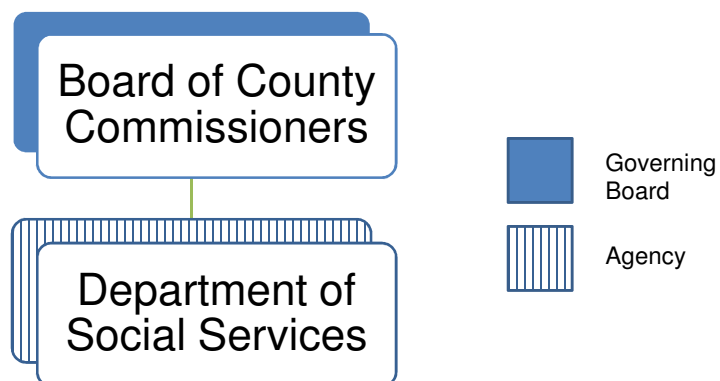 Board of County
Commissioners
Department of
Social Services
Governing
Board
Agency